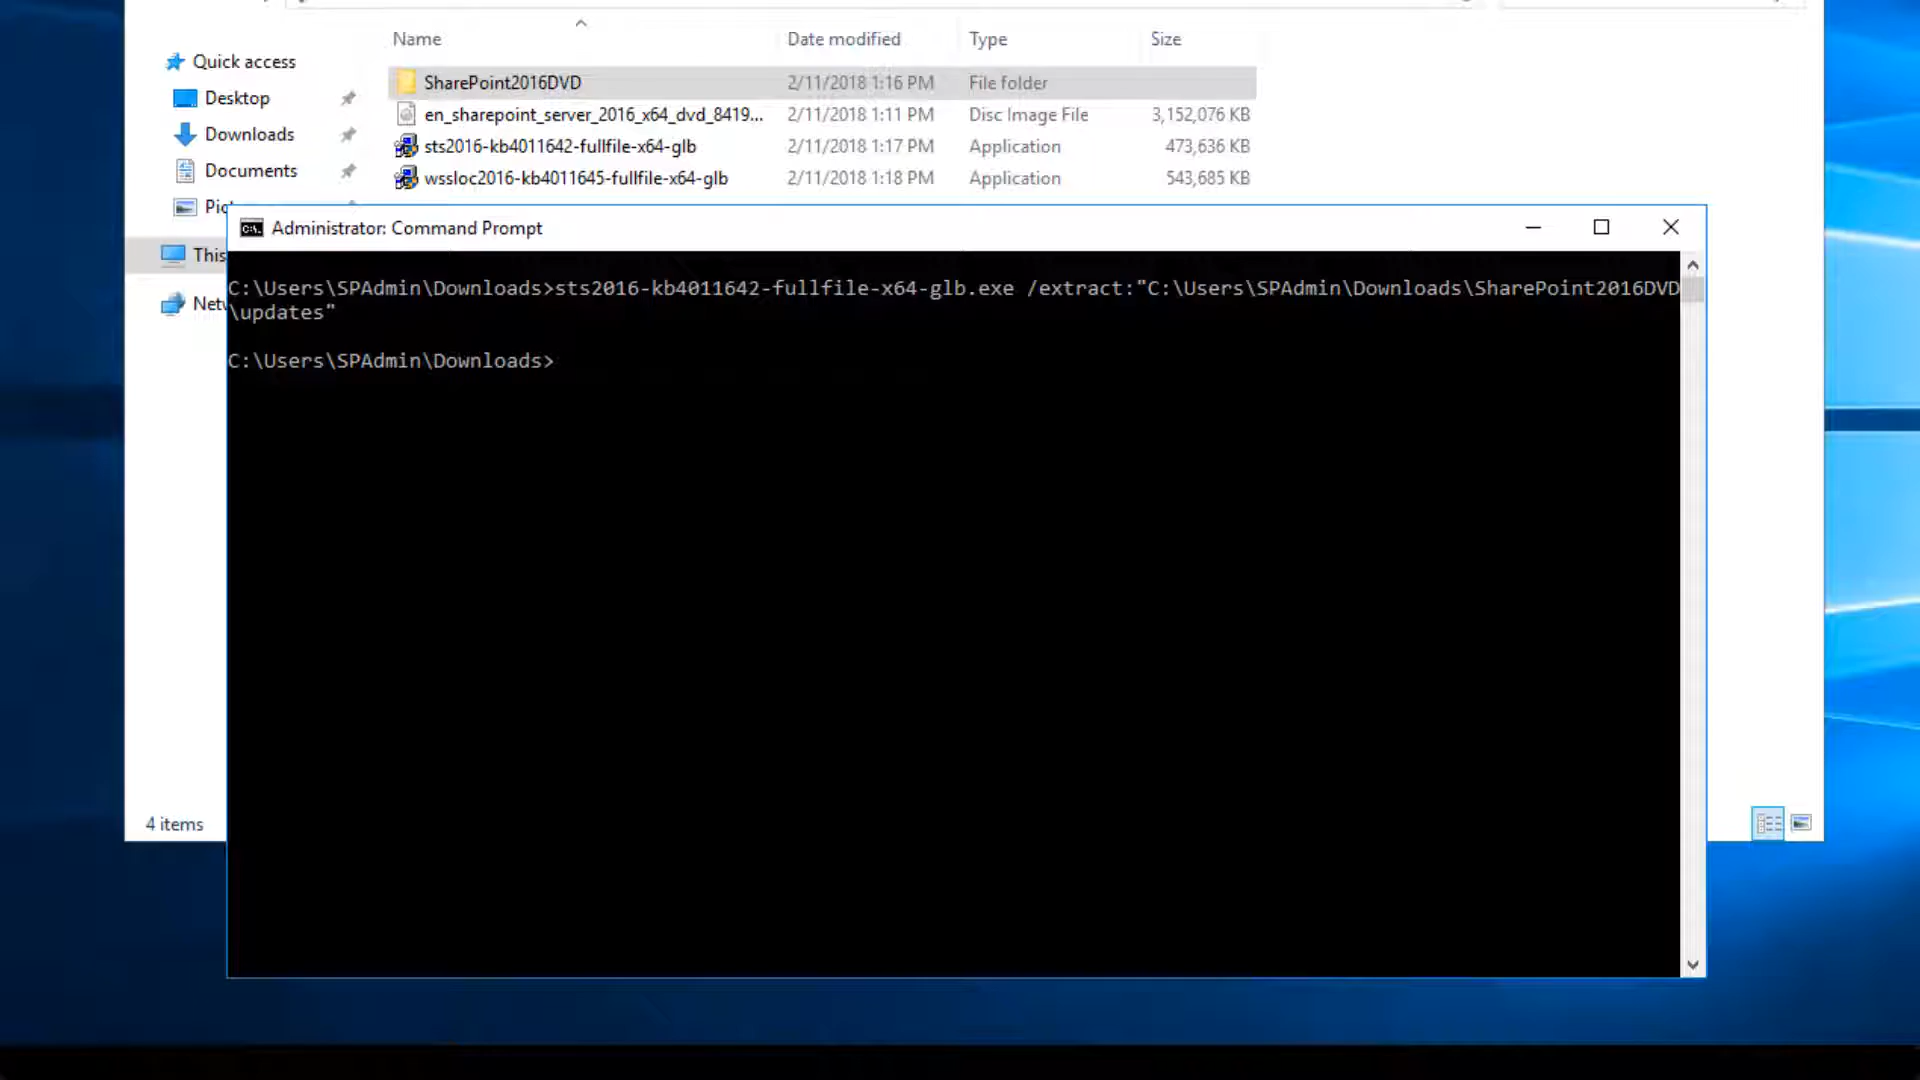 Name Date modified Type Size
Quick access
Desktop
Downloads
Documents
SharePoint2016DVD 2/11/2018 1:16 PM File folder
en_sharepoint_server_2016_x64_dvd_8419... 2/11/2018 1:11 PM Disc Image File 3,152,076 KB
sts2016-kb4011642-fullfile-x64-glb 2/11/2018 1:17 PM Application 473,636 KB
wssloc2016-kb4011645-fullfile-x64-glb 2/11/2018 1:18 PM Application 543,685 KB
Pic
This
Net
Administrator: Command Prompt
C:\Users\SPAdmin\Downloads>sts2016-kb4011642-fullfile-x64-glb.exe /extract:"C:\Users\SPAdmin\Downloads\SharePoint2016DVD
\updates"
C:\Users\SPAdmin\Downloads>
4 items